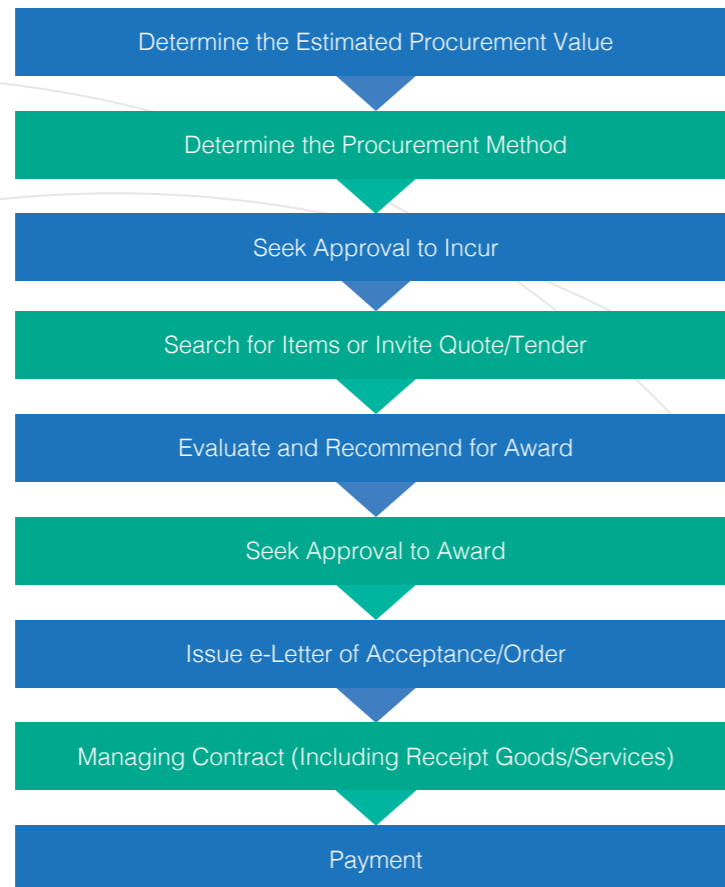 Determine the Estimated Procurement Value
Determine the Procurement Method
Seek Approval to Incur
Search for Items or Invite Quote/Tender
Evaluate and Recommend for Award
Seek Approval to Award
Issue e-Letter of Acceptance/Order
Managing Contract (Including Receipt Goods/Services)
Payment